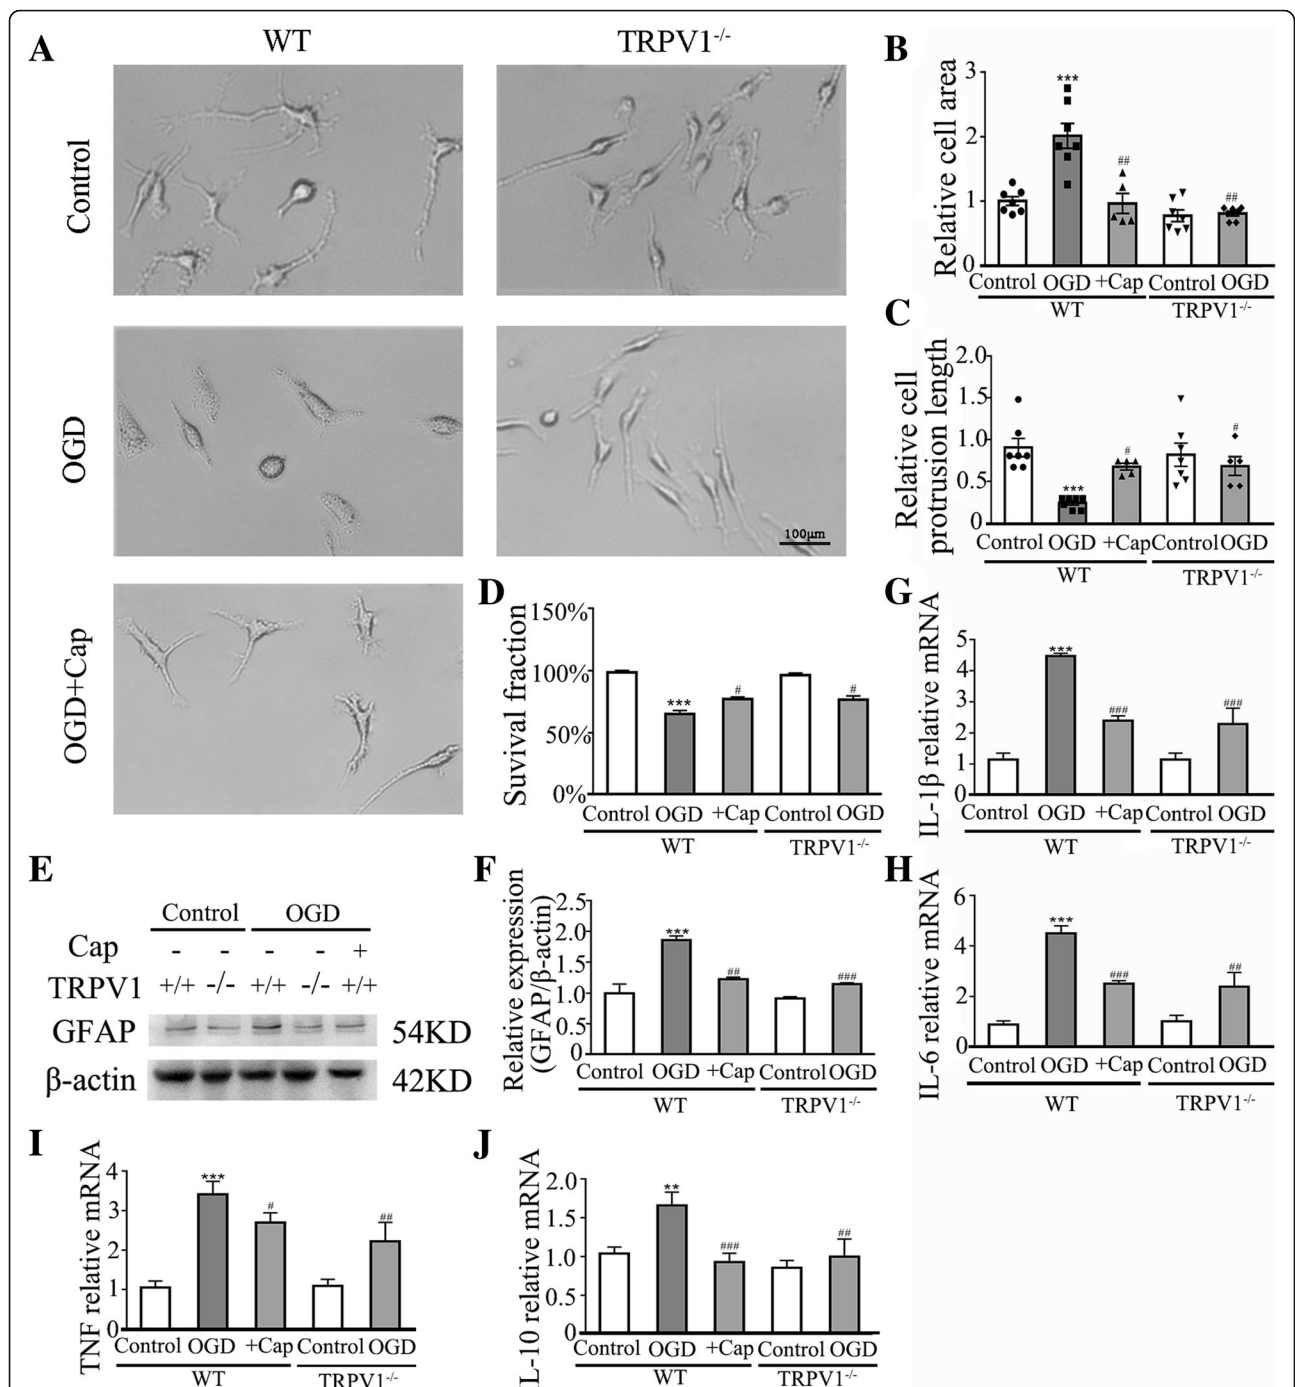 A
WT
TRPV1-/-
Control
OGD
OGD+Cap
100μm
B
Relative cell area
3
2
1
0
***
##
##
Control OGD +Cap Control OGD
WT
TRPV1-/-
C
Relative cell
protrusion length
2.0
1.5
1.0
0.5
0
***
#
#
Control OGD +Cap Control OGD
WT
TRPV1-/-
D
Suvival fraction
150%
100%
50%
0%
***
#
#
Control OGD +Cap Control OGD
WT
TRPV1-/-
G
IL-1β relative mRNA
5
4
3
2
1
0
***
###
###
Control OGD +Cap Control OGD
WT
TRPV1-/-
E
Control OGD
Cap - - - - +
TRPV1 +/+ -/- +/+ -/- +/+
GFAP 54KD
β-actin 42KD
F
Relative expression
(GFAP/β-actin)
2.5
2.0
1.5
1.0
0.5
0
***
##
###
Control OGD +Cap Control OGD
WT
TRPV1-/-
H
IL-6 relative mRNA
6
4
2
0
***
###
##
Control OGD +Cap Control OGD
WT
TRPV1-/-
I
TNF relative mRNA
4
3
2
1
0
***
#
##
Control OGD +Cap Control OGD
WT
TRPV1-/-
J
IL-10 relative mRNA
2.0
1.5
1.0
0.5
0
**
###
##
Control OGD +Cap Control OGD
WT
TRPV1-/-